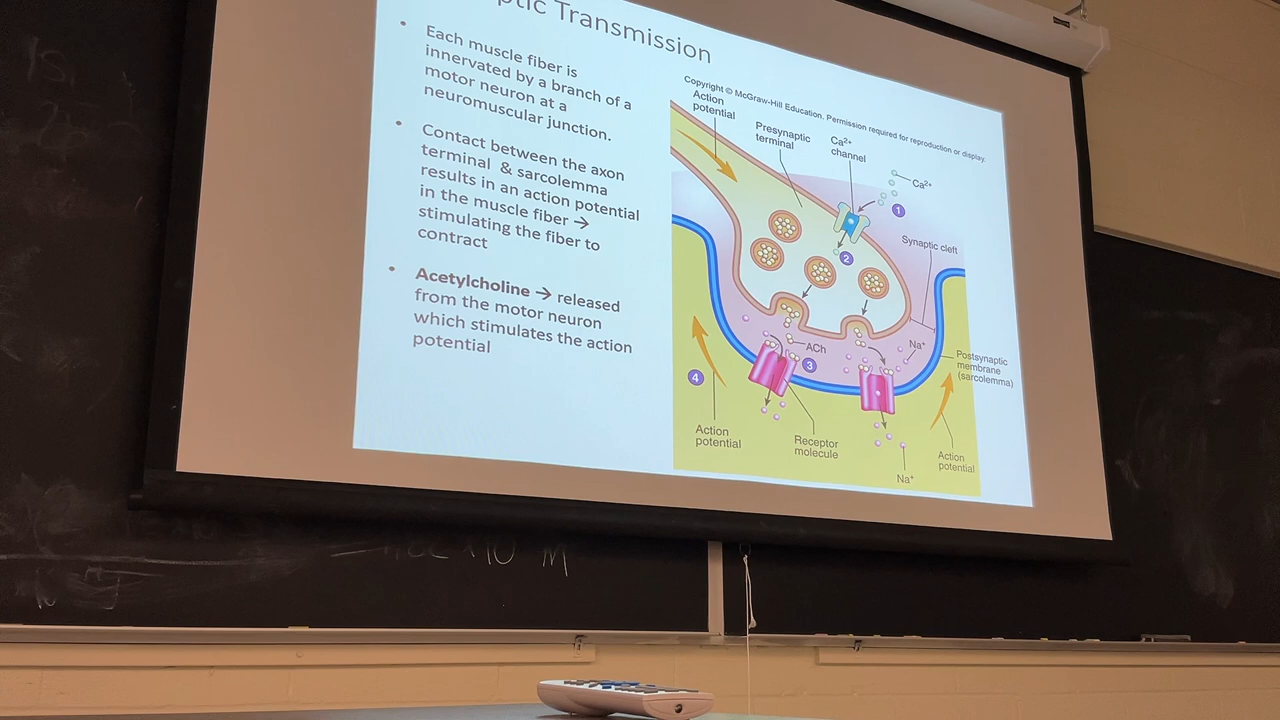 ptic Transmission
• Each muscle fiber is
innervated by a branch of a
motor neuron at a
neuromuscular junction.
• Contact between the axon
terminal & sarcolemma
results in an action potential
in the muscle fiber →
stimulating the fiber to
contract
• Acetylcholine → released
from the motor neuron
which stimulates the action
potential
Copyright © McGraw-Hill Education. Permission required for reproduction or display.
Action
potential
Presynaptic
terminal
Ca²⁺
channel
Ca²⁺
1
Synaptic cleft
2
Na⁺
ACh
3
Postsynaptic
membrane
(sarcolemma)
4
Action
potential
Receptor
molecule
Action
potential
Na⁺
10 M